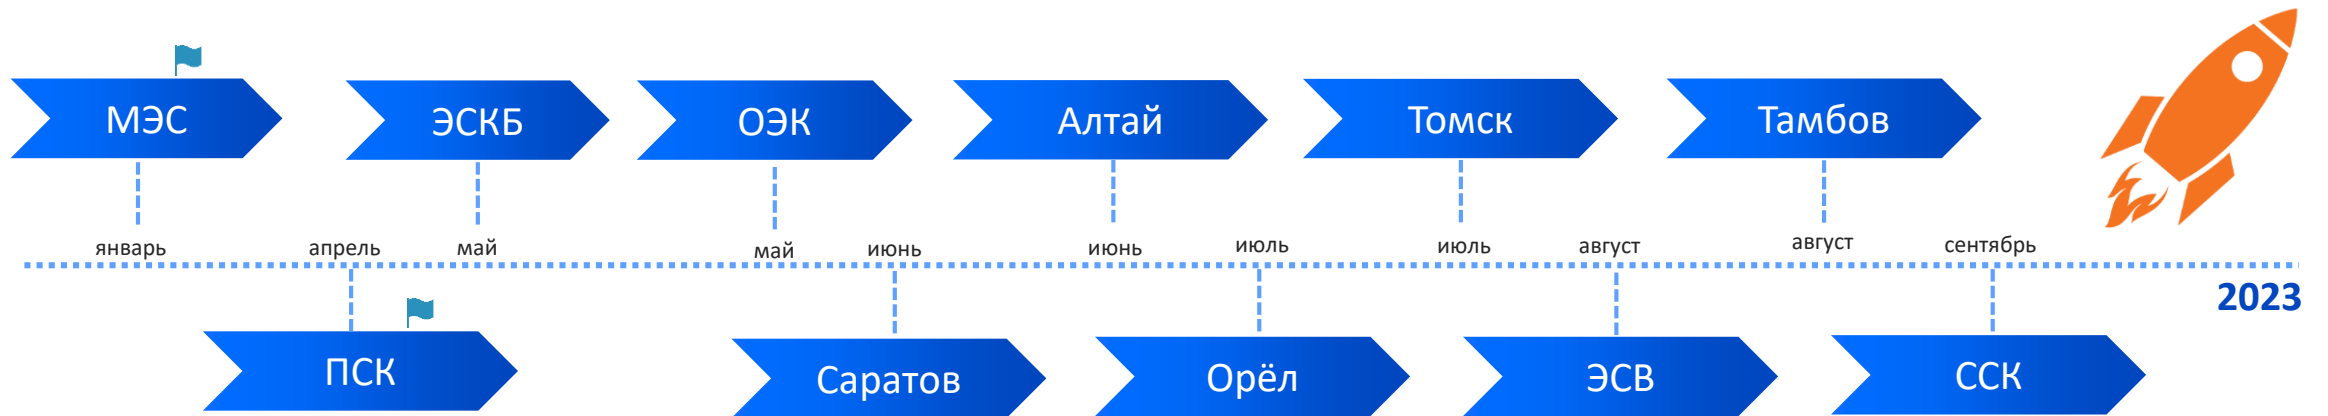 МЭС
ЭСКБ
ОЭК
Алтай
Томск
Тамбов
январь
апрель
май
май
июнь
июнь
июль
июль
август
август
сентябрь
2023
ПСК
Саратов
Орёл
ЭСВ
ССК